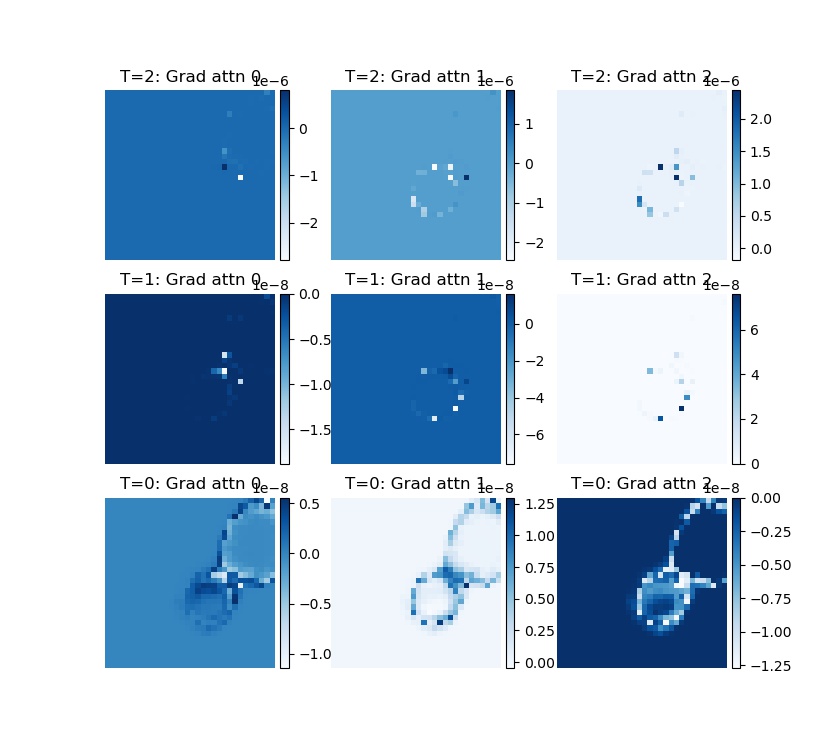 T=2: Grad attn 0
1e−6
0
−1
−2
T=2: Grad attn 1
1e−6
1
0
−1
−2
T=2: Grad attn 2
1e−6
2.0
1.5
1.0
0.5
0.0
T=1: Grad attn 0
1e−8
0.0
−0.5
−1.0
−1.5
T=1: Grad attn 1
1e−8
0
−2
−4
−6
T=1: Grad attn 2
1e−8
6
4
2
0
T=0: Grad attn 0
1e−8
0.5
0.0
−0.5
−1.0
T=0: Grad attn 1
1e−8
1.25
1.00
0.75
0.50
0.25
0.00
T=0: Grad attn 2
1e−8
0.00
−0.25
−0.50
−0.75
−1.00
−1.25